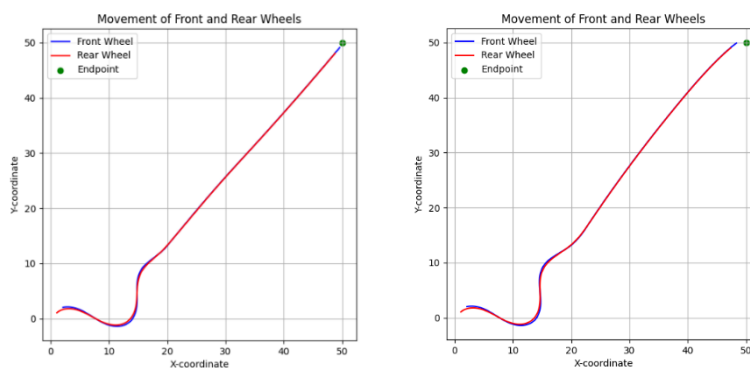 Movement of Front and Rear Wheels
50
40
30
20
10
0
Y-coordinate
Front Wheel
Rear Wheel
Endpoint
0 10 20 30 40 50
X-coordinate
Movement of Front and Rear Wheels
50
40
30
20
10
0
Y-coordinate
Front Wheel
Rear Wheel
Endpoint
0 10 20 30 40 50
X-coordinate